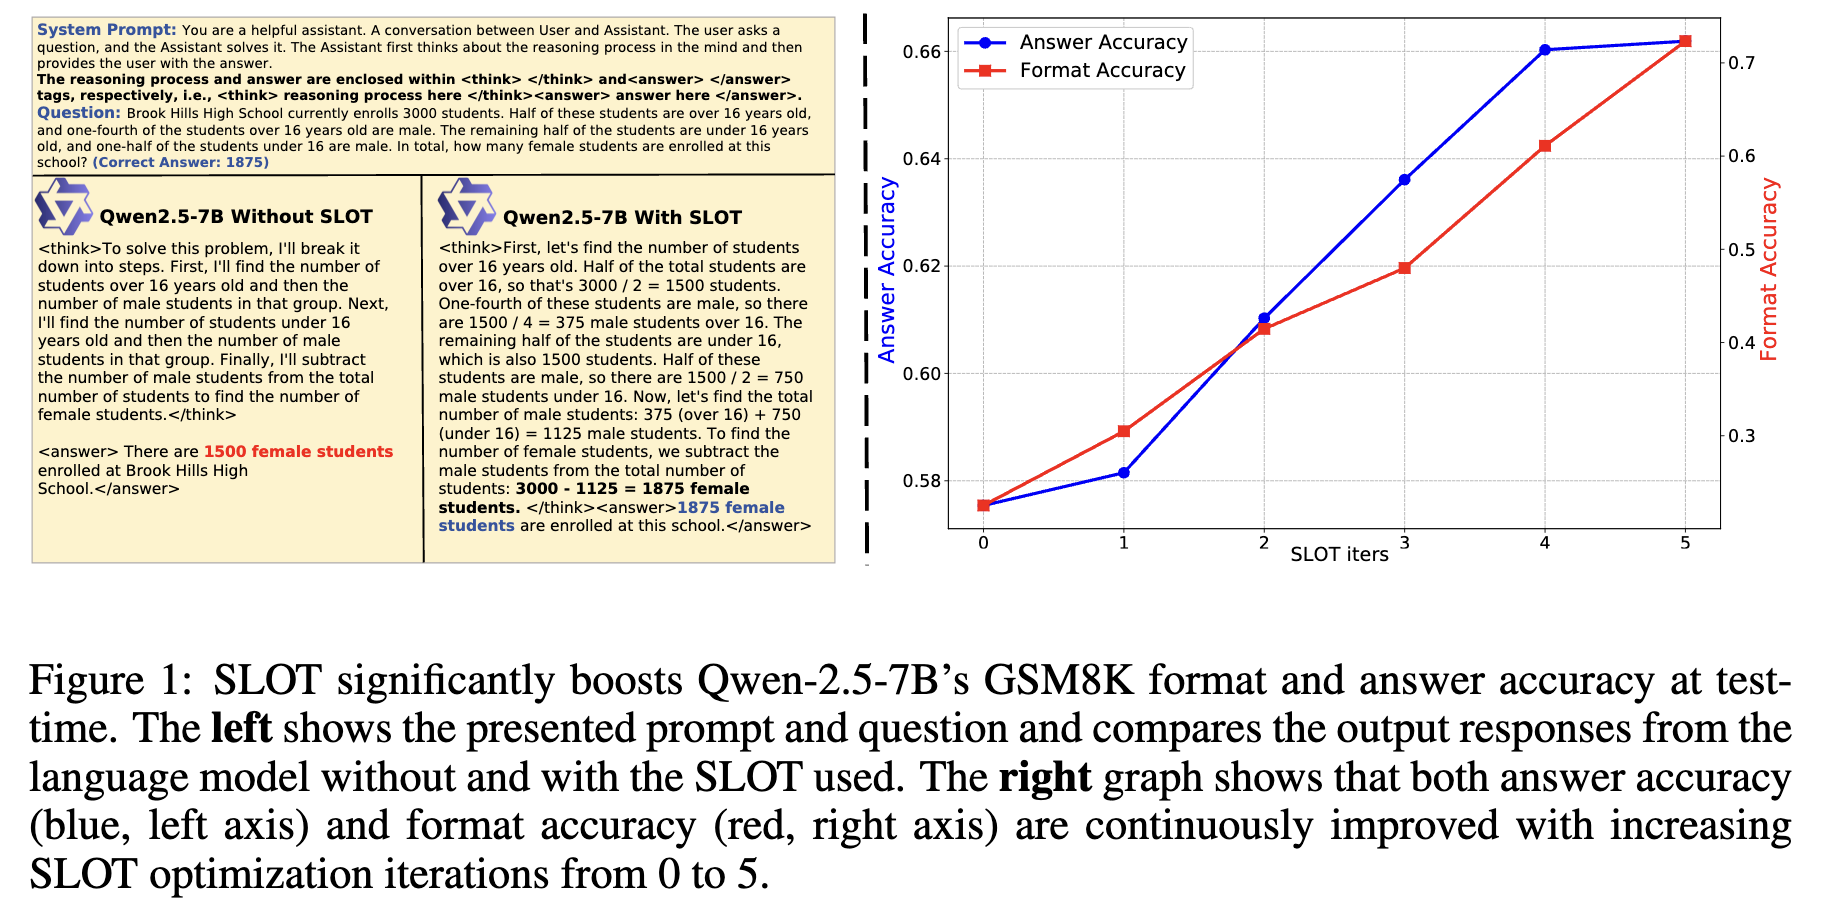 System Prompt: You are a helpful assistant. A conversation between User and Assistant. The user asks a
question, and the Assistant solves it. The Assistant first thinks about the reasoning process in the mind and then
provides the user with the answer.
The reasoning process and answer are enclosed within <think> </think> and<answer> </answer>
tags, respectively, i.e., <think> reasoning process here </think><answer> answer here </answer>.
Question: Brook Hills High School currently enrolls 3000 students. Half of these students are over 16 years old,
and one-fourth of the students over 16 years old are male. The remaining half of the students are under 16 years
old, and one-half of the students under 16 are male. In total, how many female students are enrolled at this
school? (Correct Answer: 1875)
Qwen2.5-7B Without SLOT
<think>To solve this problem, I'll break it
down into steps. First, I'll find the number of
students over 16 years old and then the
number of male students in that group. Next,
I'll find the number of students under 16
years old and then the number of male
students in that group. Finally, I'll subtract
the number of male students from the total
number of students to find the number of
female students.</think>
<answer> There are 1500 female students
enrolled at Brook Hills High
School.</answer>
Qwen2.5-7B With SLOT
<think>First, let's find the number of students
over 16 years old. Half of the total students are
over 16, so that's 3000 / 2 = 1500 students.
One-fourth of these students are male, so there
are 1500 / 4 = 375 male students over 16. The
remaining half of the students are under 16,
which is also 1500 students. Half of these
students are male, so there are 1500 / 2 = 750
male students under 16. Now, let's find the total
number of male students: 375 (over 16) + 750
(under 16) = 1125 male students. To find the
number of female students, we subtract the
male students from the total number of
students: 3000 - 1125 = 1875 female
students. </think><answer>1875 female
students are enrolled at this school.</answer>
Answer Accuracy
Format Accuracy
Answer Accuracy
0.66
0.64
0.62
0.60
0.58
0.7
0.6
0.5
0.4
0.3
Format Accuracy
0 1 2 3 4 5
SLOT iters
Figure 1: SLOT significantly boosts Qwen-2.5-7B's GSM8K format and answer accuracy at test-
time. The left shows the presented prompt and question and compares the output responses from the
language model without and with the SLOT used. The right graph shows that both answer accuracy
(blue, left axis) and format accuracy (red, right axis) are continuously improved with increasing
SLOT optimization iterations from 0 to 5.